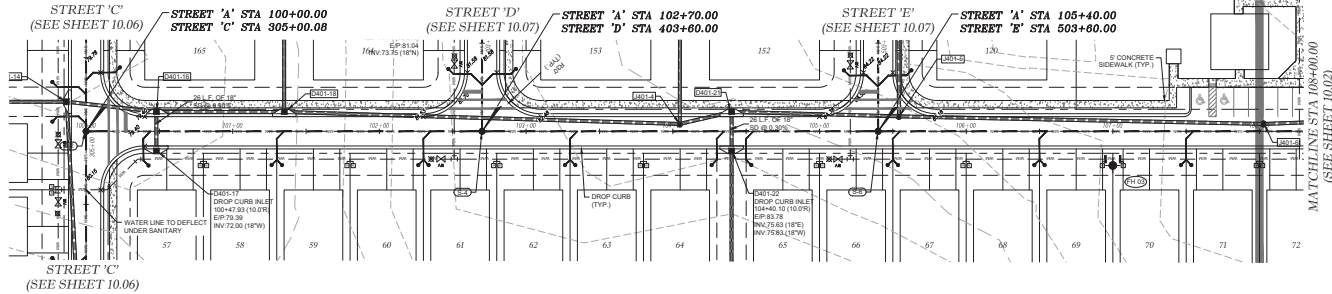 STREET 'C'
(SEE SHEET 10.06)
STREET 'A' STA 100+00.00
STREET 'C' STA 305+00.08
STREET 'D'
(SEE SHEET 10.07)
STREET 'A' STA 102+70.00
STREET 'D' STA 403+60.00
STREET 'E'
(SEE SHEET 10.07)
STREET 'A' STA 105+40.00
STREET 'E' STA 503+60.00
165
164
E/P:81.04
INV:73.75 (18"N)
153
152
120
J401-5
5' CONCRETE
SIDEWALK (TYP.)
D401-16
D401-18
J401-4
D401-21
26 L.F. OF 18"
26 L.F. OF 18"
SD @ 0.30%
101+00
102+00
103+00
105+00
106+00
107+00
J401-6
MATCHLINE STA 108+00.00
(SEE SHEET 10.02)
D401-17
DROP CURB INLET
100+47.93 (10.0'R)
E/P:79.39
INV:72.00 (18"W)
WATER LINE TO DEFLECT
UNDER SANITARY
S-4
DROP CURB
(TYP.)
D401-22
DROP CURB INLET
104+40.10 (10.0'R)
E/P:83.78
INV:75.63 (18"E)
INV:75.63 (18"W)
FH 03
57
58
59
60
61
62
63
64
65
66
67
68
69
70
71
72
STREET 'C'
(SEE SHEET 10.06)